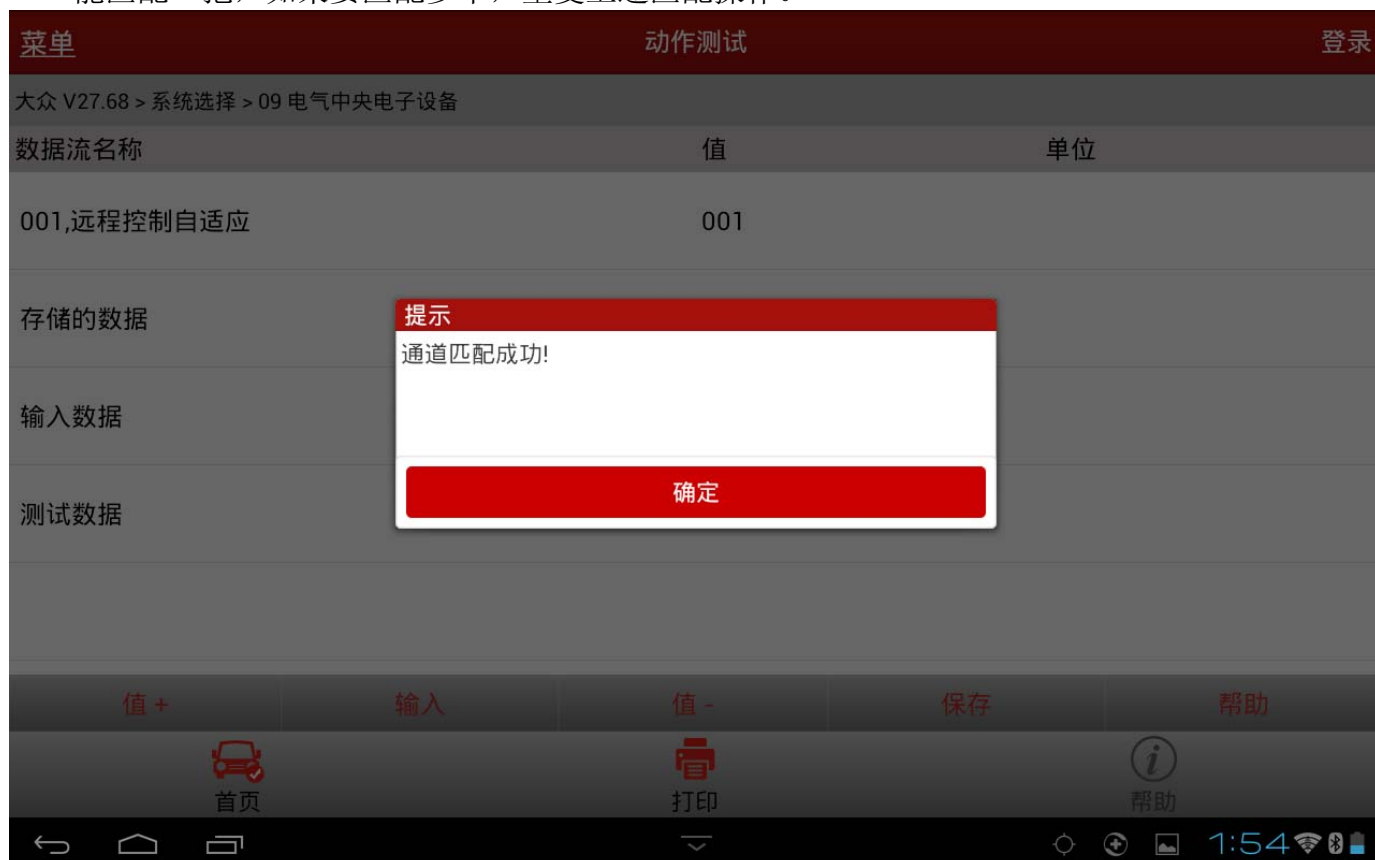 菜单
动作测试
登录
大众 V27.68 > 系统选择 > 09 电气中央电子设备
数据流名称 值 单位
001,远程控制自适应 001
存储的数据
提示
通道匹配成功!
输入数据
确定
测试数据
值 + 输入 值 - 保存 帮助
首页 打印 帮助
1:54